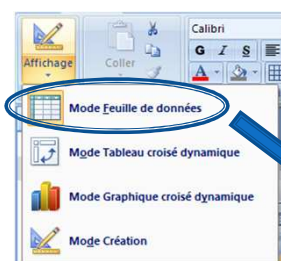 Calibri
G I S
Affichage
Coller
A
Mode Feuille de données
Mode Tableau croisé dynamique
Mode Graphique croisé dynamique
Mode Création